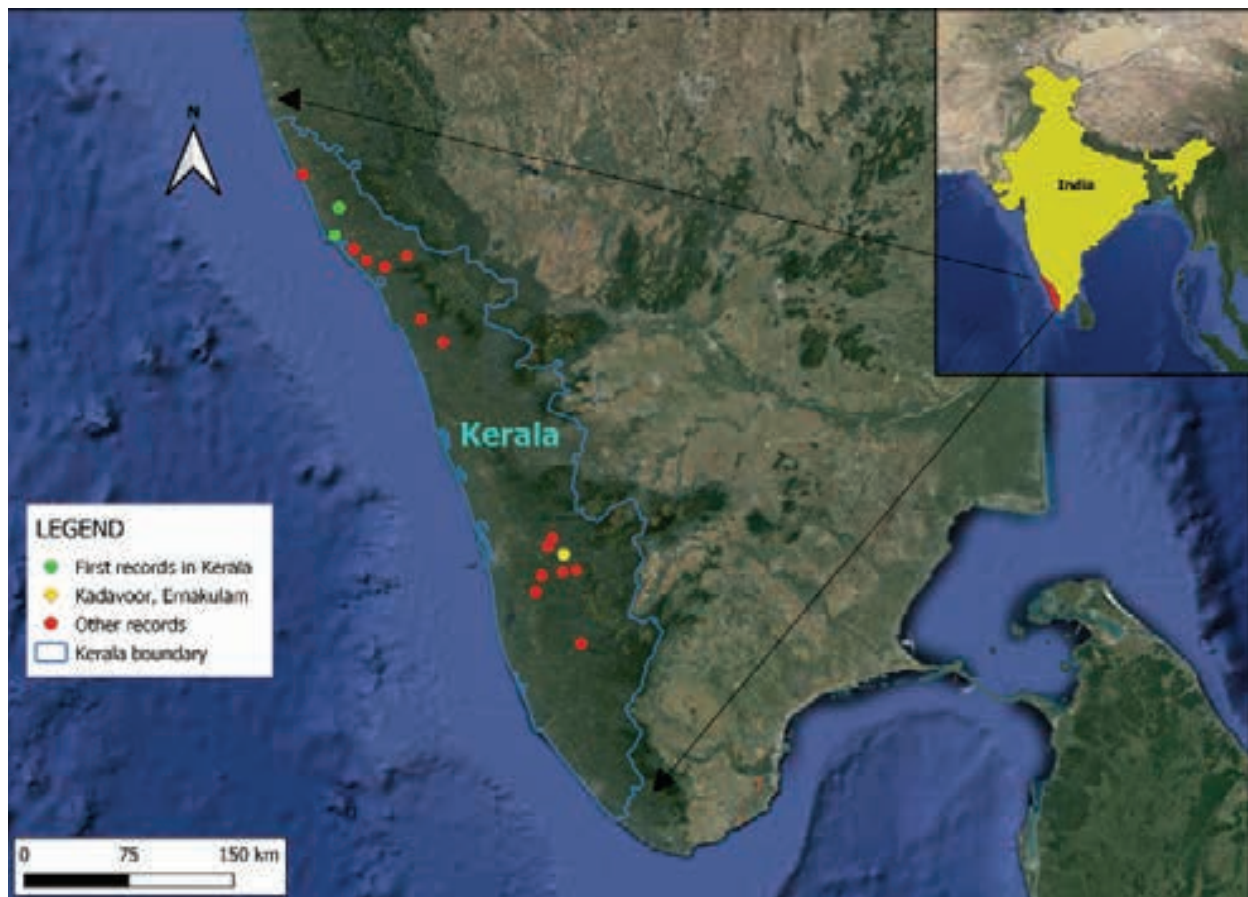 N
India
Kerala
LEGEND
First records in Kerala
Kadavoor, Ernakulam
Other records
Kerala boundary
0 75 150 km